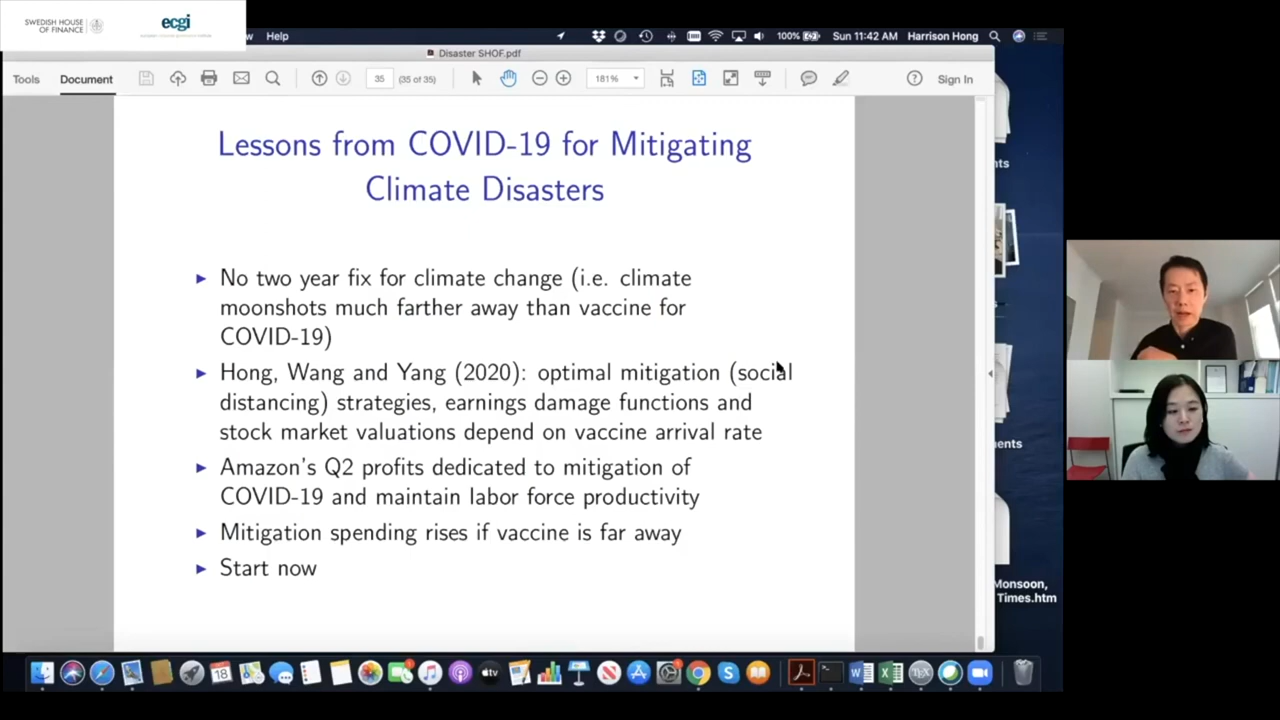 SWEDISH HOUSE
OF FINANCE
ecgi
Help
100%
Sun 11:42 AM
Harrison Hong
Disaster SHOF.pdf
Tools
Document
35
(35 of 35)
181%
Sign In
Lessons from COVID-19 for Mitigating
Climate Disasters
No two year fix for climate change (i.e. climate
moonshots much farther away than vaccine for
COVID-19)
Hong, Wang and Yang (2020): optimal mitigation (social
distancing) strategies, earnings damage functions and
stock market valuations depend on vaccine arrival rate
Amazon's Q2 profits dedicated to mitigation of
COVID-19 and maintain labor force productivity
Mitigation spending rises if vaccine is far away
Start now
Monsoon,
Times.htm
18
tv